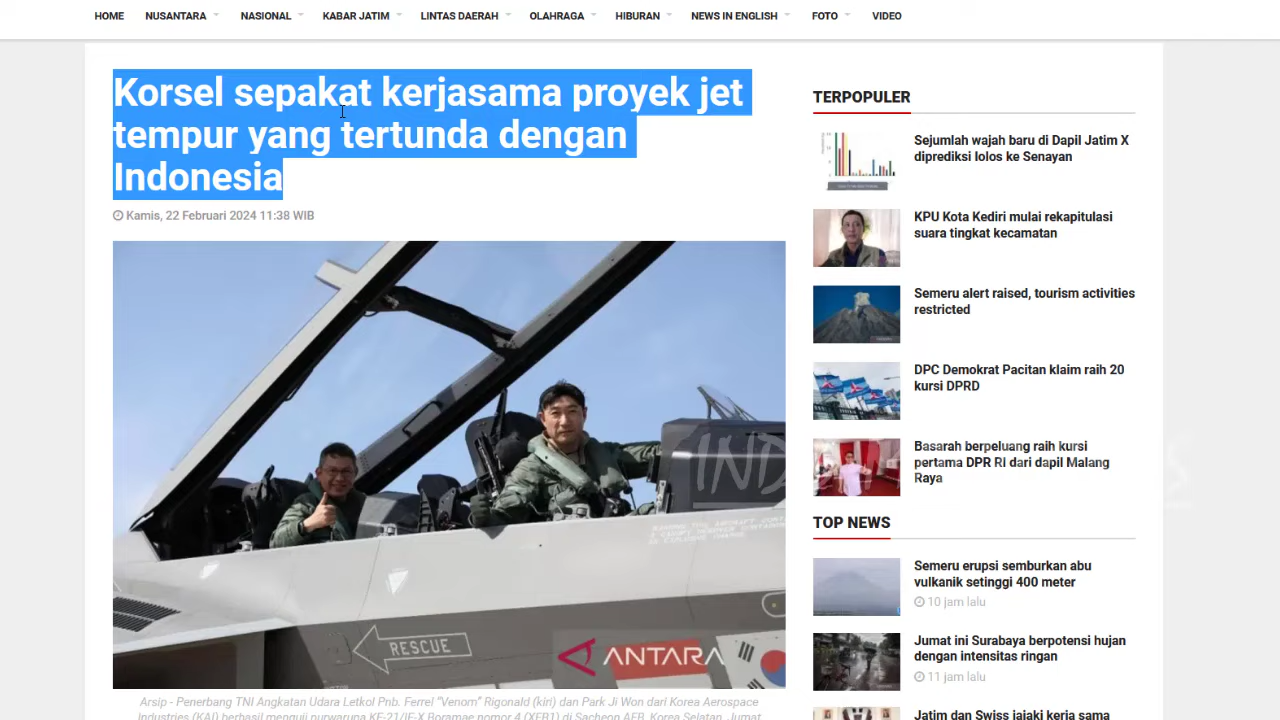 HOME NUSANTARA NASIONAL KABAR JATIM LINTAS DAERAH OLAHRAGA HIBURAN NEWS IN ENGLISH FOTO VIDEO
Korsel sepakat kerjasama proyek jet
tempur yang tertunda dengan
Indonesia
Kamis, 22 Februari 2024 11:38 WIB
RESCUE
ANTARA
Arsip - Penerbang TNI Angkatan Udara Letkol Pnb. Ferrel "Venom" Rigonald (kiri) dan Park Ji Won dari Korea Aerospace
Industries (KAI) berhasil menguji purwarupa KF-21/IF-X Boramae nomor 4 (XFR1) di Sacheon AFB, Korea Selatan, Jumat
TERPOPULER
Sejumlah wajah baru di Dapil Jatim X
diprediksi lolos ke Senayan
KPU Kota Kediri mulai rekapitulasi
suara tingkat kecamatan
Semeru alert raised, tourism activities
restricted
DPC Demokrat Pacitan klaim raih 20
kursi DPRD
Basarah berpeluang raih kursi
pertama DPR RI dari dapil Malang
Raya
TOP NEWS
Semeru erupsi semburkan abu
vulkanik setinggi 400 meter
10 jam lalu
Jumat ini Surabaya berpotensi hujan
dengan intensitas ringan
11 jam lalu
Jatim dan Swiss jajaki kerja sama